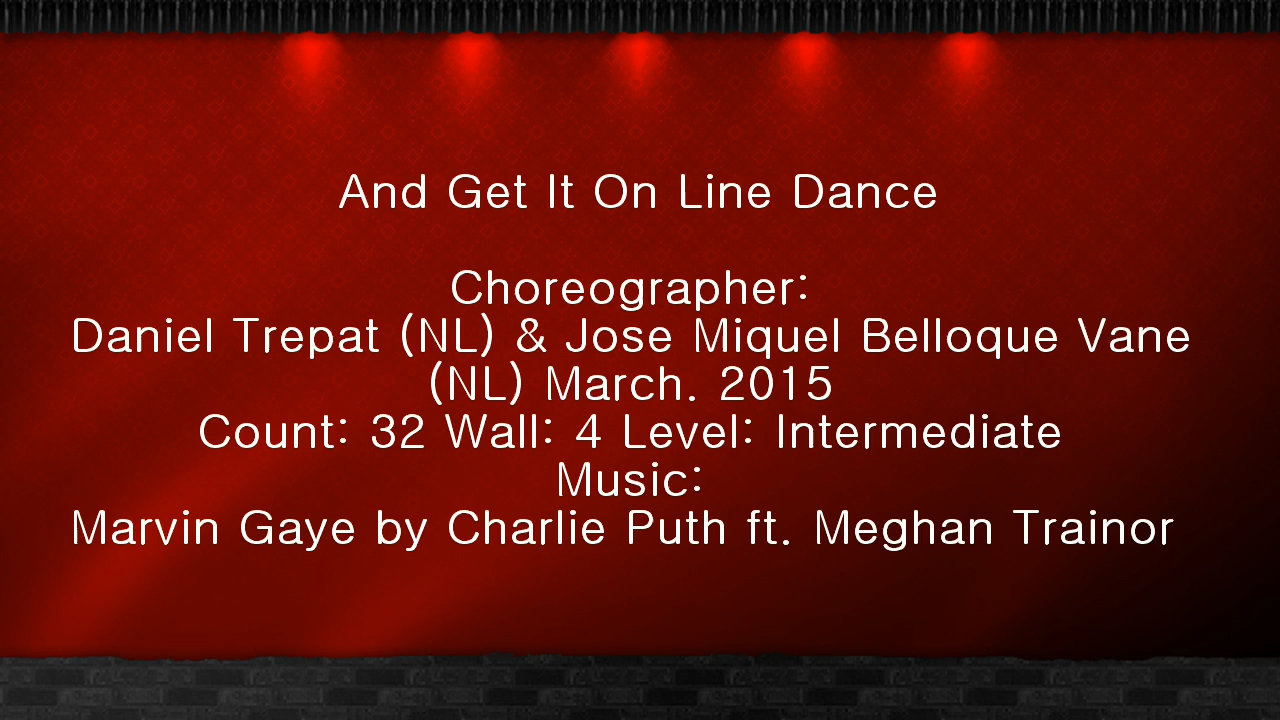 And Get It On Line Dance
Choreographer:
Daniel Trepat (NL) & Jose Miquel Belloque Vane
(NL) March. 2015
Count: 32 Wall: 4 Level: Intermediate
Music:
Marvin Gaye by Charlie Puth ft. Meghan Trainor